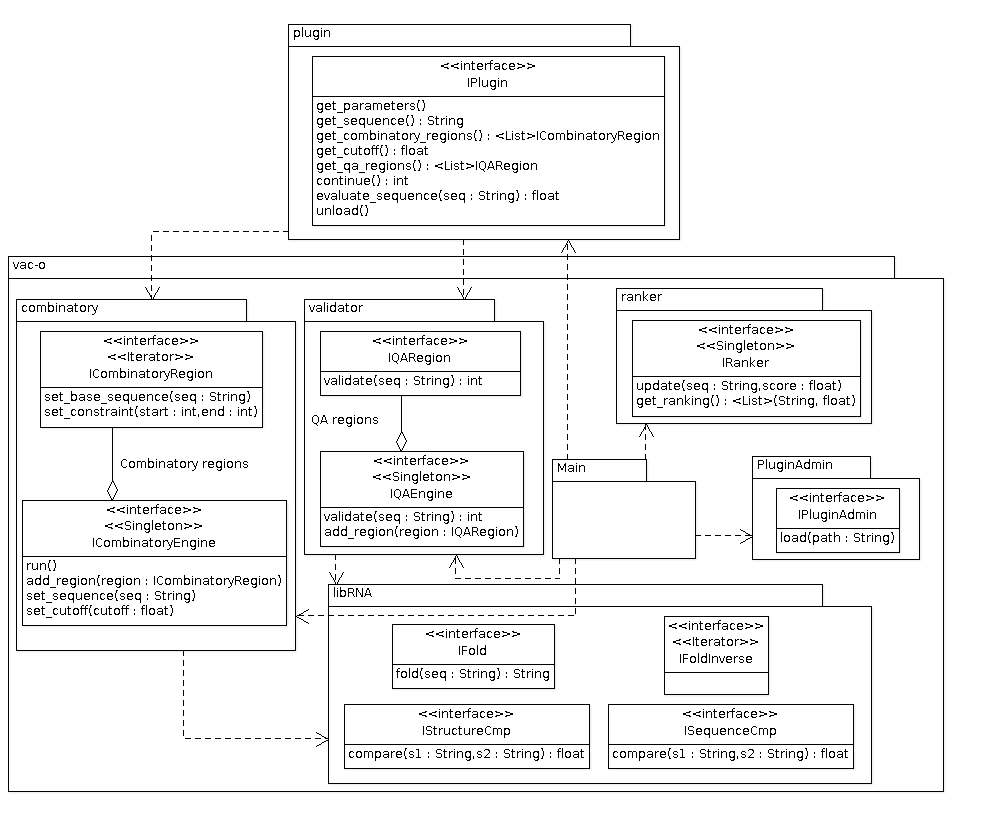 plugin
<<interface>>
IPlugin
get_parameters()
get_sequence() : String
get_combinatory_regions() : <List>ICombinatoryRegion
get_cutoff() : float
get_qa_regions() : <List>IQARegion
continue() : int
evaluate_sequence(seq : String) : float
unload()
vac-o
combinatory
<<interface>>
<<Iterator>>
ICombinatoryRegion
set_base_sequence(seq : String)
set_constraint(start : int,end : int)
Combinatory regions
<<interface>>
<<Singleton>>
ICombinatoryEngine
run()
add_region(region : ICombinatoryRegion)
set_sequence(seq : String)
set_cutoff(cutoff : float)
validator
<<interface>>
IQARegion
validate(seq : String) : int
QA regions
<<interface>>
<<Singleton>>
IQAEngine
validate(seq : String) : int
add_region(region : IQARegion)
ranker
<<interface>>
<<Singleton>>
IRanker
update(seq : String,score : float)
get_ranking() : <List>(String, float)
Main
PluginAdmin
<<interface>>
IPluginAdmin
load(path : String)
libRNA
<<interface>>
IFold
fold(seq : String) : String
<<interface>>
<<Iterator>>
IFoldInverse
<<interface>>
IStructureCmp
compare(s1 : String,s2 : String) : float
<<interface>>
ISequenceCmp
compare(s1 : String,s2 : String) : float